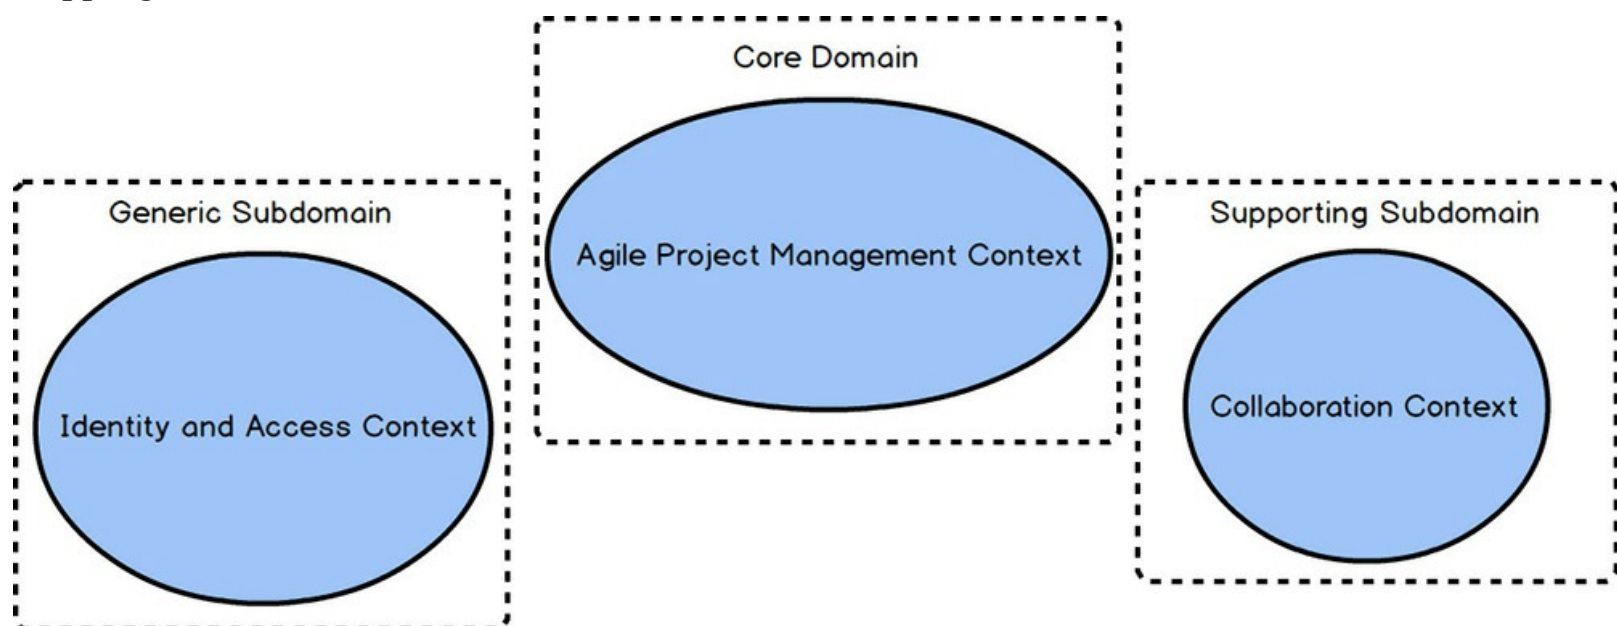 Core Domain
Agile Project Management Context
Generic Subdomain
Identity and Access Context
Supporting Subdomain
Collaboration Context